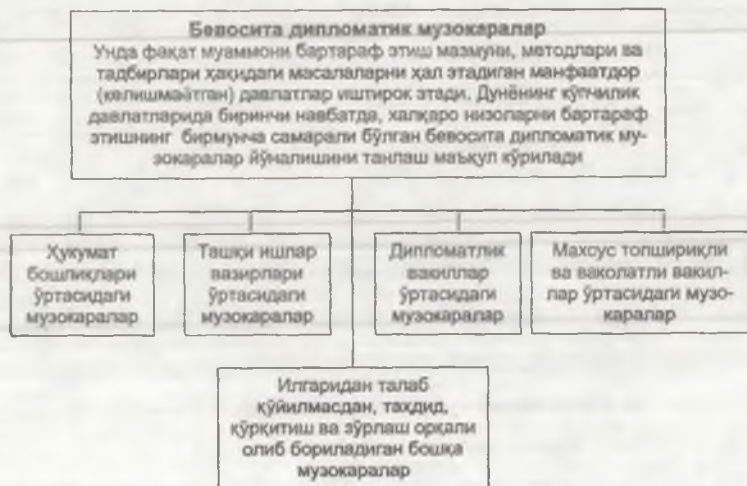 Бевосита дипломатик музокаралар
Унда фақат муаммони бартараф этиш мазмуни, методлари ва
тадбирлари ҳақидаги масалаларни ҳал этадиган манфаатдор
(келишмаётган) давлатлар иштирок этади. Дунёнинг кўпчилик
давлатларида биринчи навбатда, халқаро низоларни бартараф
этишнинг бирмунча самарали бўлган бевосита дипломатик му-
зокаралар йўналишини танлаш маъқул кўрилади
Ҳукумат
бошлиқлари
ўртасидаги
музокаралар
Ташқи ишлар
вазирлари
ўртасидаги
музокаралар
Дипломатлик
вакиллар
ўртасидаги
музокаралар
Махсус топшириқли
ва ваколатли вакил-
лар ўртасидаги музо-
каралар
Илгаридан талаб
қўйилмасдан, таҳдид,
қўрқитиш ва зўрлаш орқали
олиб бориладиган бошқа
музокаралар